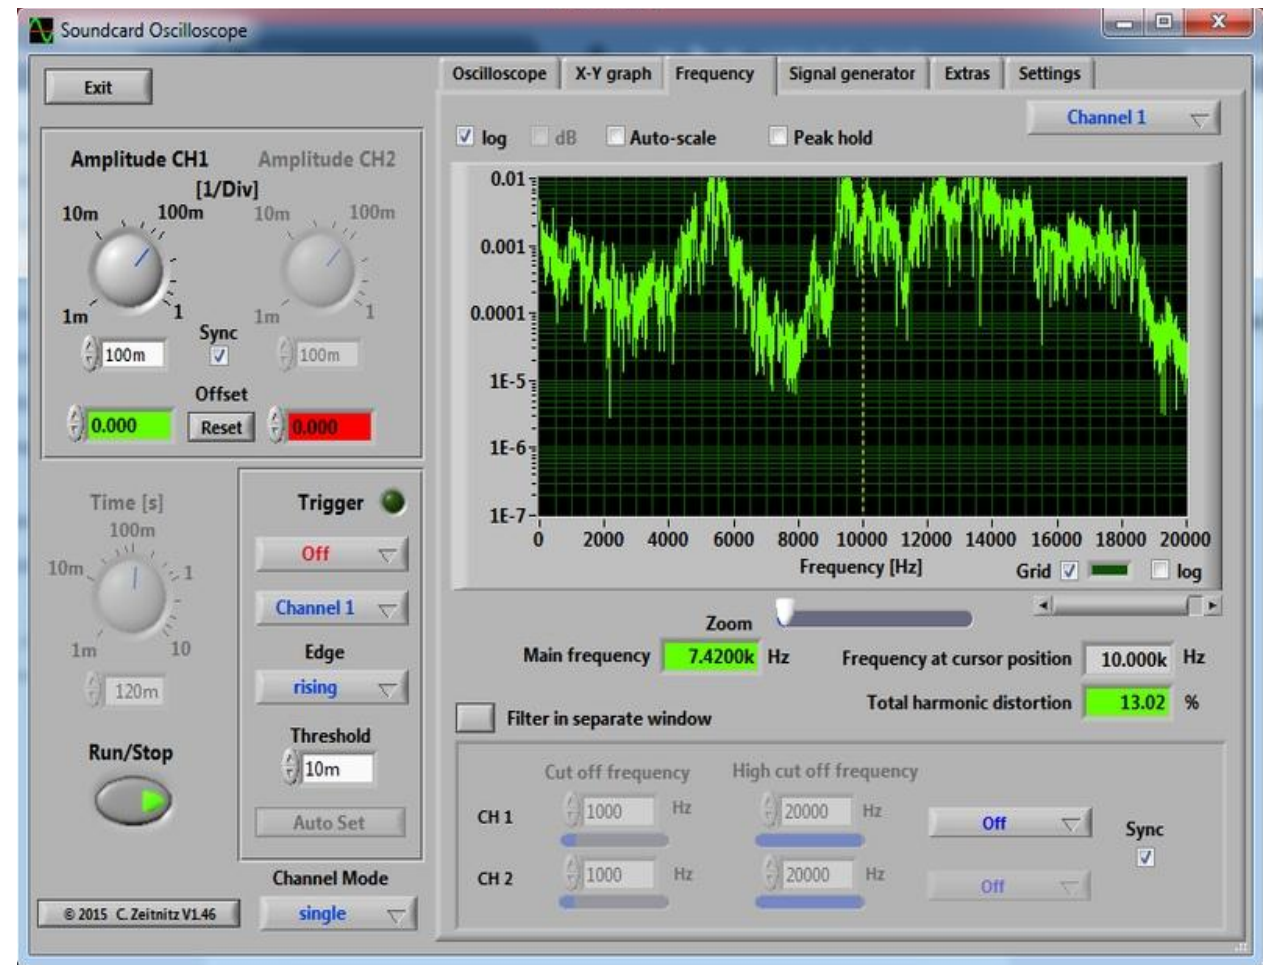 Soundcard Oscilloscope
Exit
Amplitude CH1 Amplitude CH2
[1/Div]
10m 100m 10m 100m
1m 1 1m 1
Sync
100m 100m
Offset
0.000 Reset 0.000
Time [s]
100m
10m 1
1m 10
120m
Run/Stop
Trigger
Off
Channel 1
Edge
rising
Threshold
10m
Auto Set
Channel Mode
single
© 2015 C. Zeitnitz V1.46
Oscilloscope X-Y graph Frequency Signal generator Extras Settings
Channel 1
log dB Auto-scale Peak hold
0.01
0.001
0.0001
1E-5
1E-6
1E-7
0 2000 4000 6000 8000 10000 12000 14000 16000 18000 20000
Frequency [Hz]
Grid log
Zoom
Main frequency 7.4200k Hz Frequency at cursor position 10.000k Hz
Total harmonic distortion 13.02 %
Filter in separate window
Cut off frequency High cut off frequency
CH 1 1000 Hz 20000 Hz Off Sync
CH 2 1000 Hz 20000 Hz Off